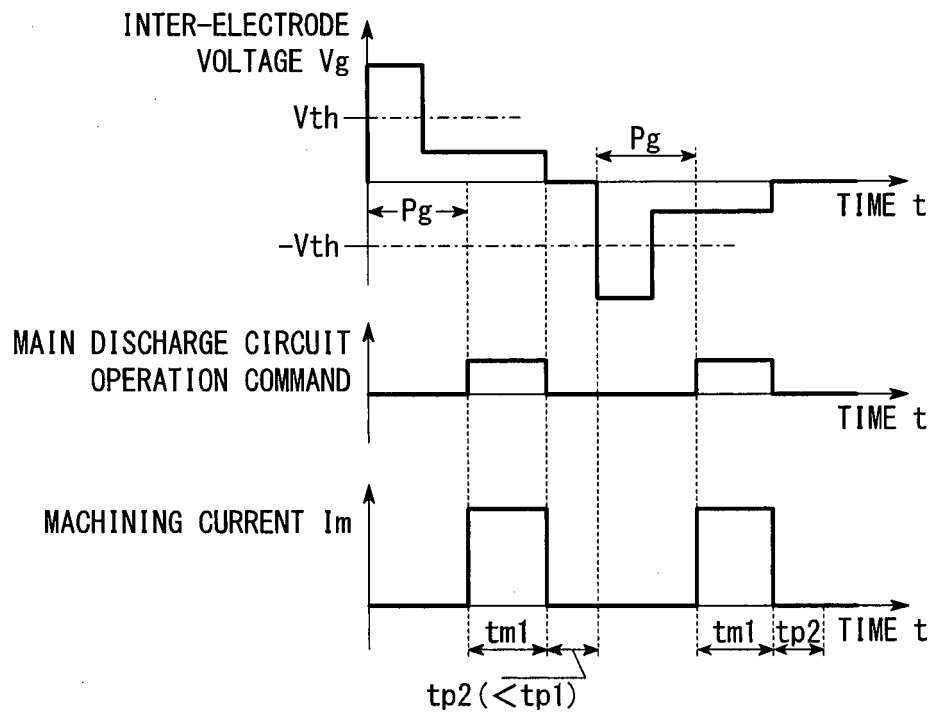 INTER-ELECTRODE
VOLTAGE Vg
Vth
Pg
Pg
TIME t
-Vth
MAIN DISCHARGE CIRCUIT
OPERATION COMMAND
TIME t
MACHINING CURRENT Im
tm1
tm1
tp2
TIME t
tp2(<tp1)